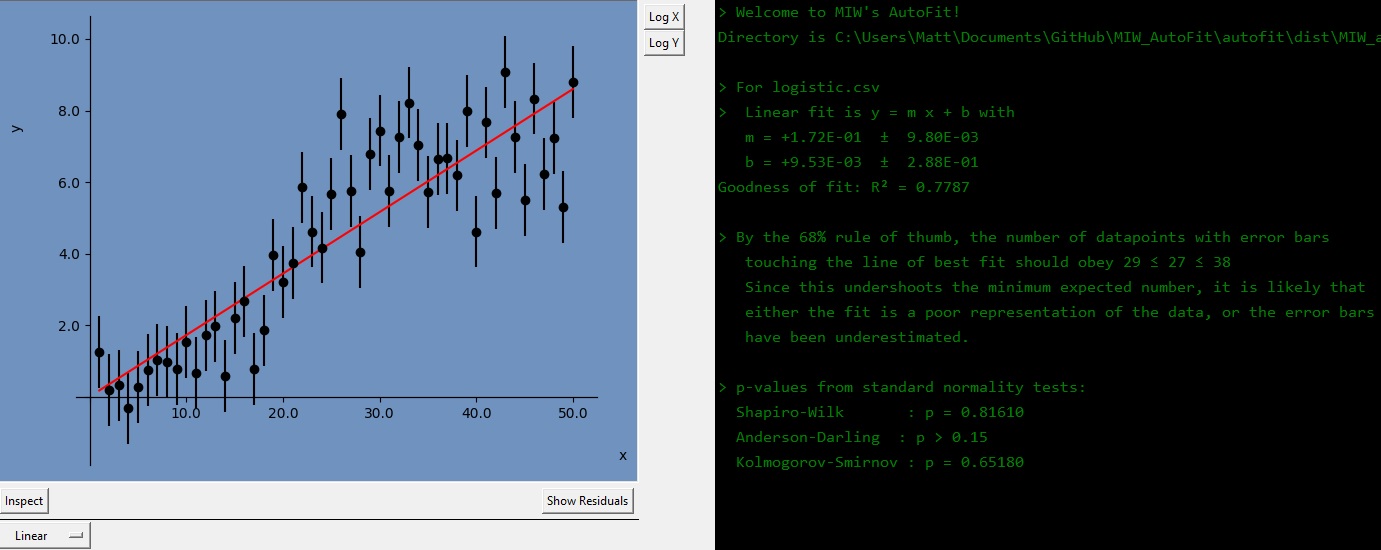 Log X
Log Y
10.0
8.0
6.0
4.0
2.0
y
10.0 20.0 30.0 40.0 50.0
x
Inspect
Show Residuals
Linear
> Welcome to MIW's AutoFit!
Directory is C:\Users\Matt\Documents\GitHub\MIW_AutoFit\autofit\dist\MIW_a
> For logistic.csv
> Linear fit is y = m x + b with
m = +1.72E-01 ± 9.80E-03
b = +9.53E-03 ± 2.88E-01
Goodness of fit: R² = 0.7787
> By the 68% rule of thumb, the number of datapoints with error bars
touching the line of best fit should obey 29 ≤ 27 ≤ 38
Since this undershoots the minimum expected number, it is likely that
either the fit is a poor representation of the data, or the error bars
have been underestimated.
> p-values from standard normality tests:
Shapiro-Wilk : p = 0.81610
Anderson-Darling : p > 0.15
Kolmogorov-Smirnov : p = 0.65180